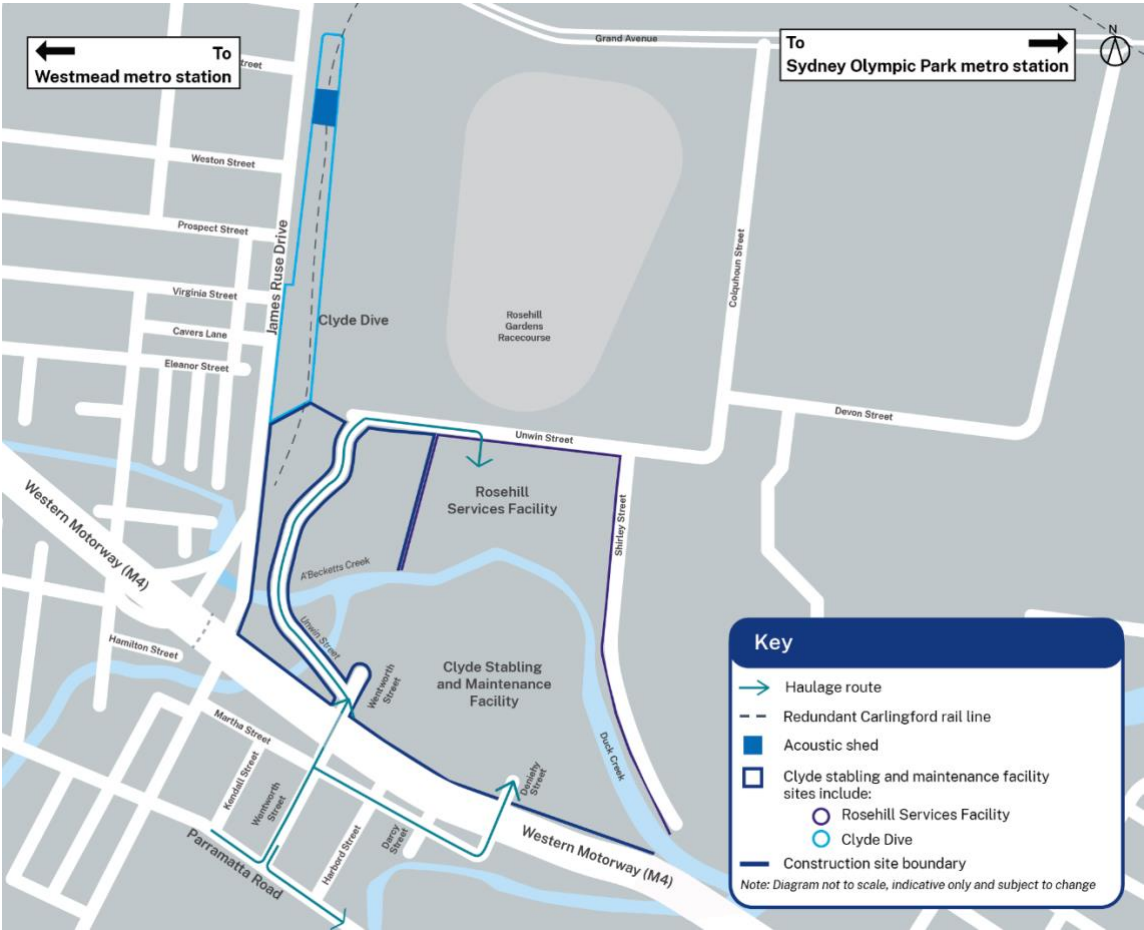 To
Westmead metro station
To
Sydney Olympic Park metro station
N
Grand Avenue
treet
Weston Street
Prospect Street
Virginia Street
Cavers Lane
Eleanor Street
James Ruse Drive
Clyde Dive
Rosehill
Gardens
Racecourse
Colquhoun Street
Devon Street
Unwin Street
Rosehill
Services Facility
Shirley Street
A'Becketts Creek
Unwin Street
Western Motorway (M4)
Hamilton Street
Wentworth
Street
Clyde Stabling
and Maintenance
Facility
Duck Creek
Martha Street
Kendall Street
Wentworth
Street
Harbord Street
Darcy
Street
Deniehy
Street
Parramatta Road
Western Motorway (M4)
Key
Haulage route
Redundant Carlingford rail line
Acoustic shed
Clyde stabling and maintenance facility
sites include:
Rosehill Services Facility
Clyde Dive
Construction site boundary
Note: Diagram not to scale, indicative only and subject to change